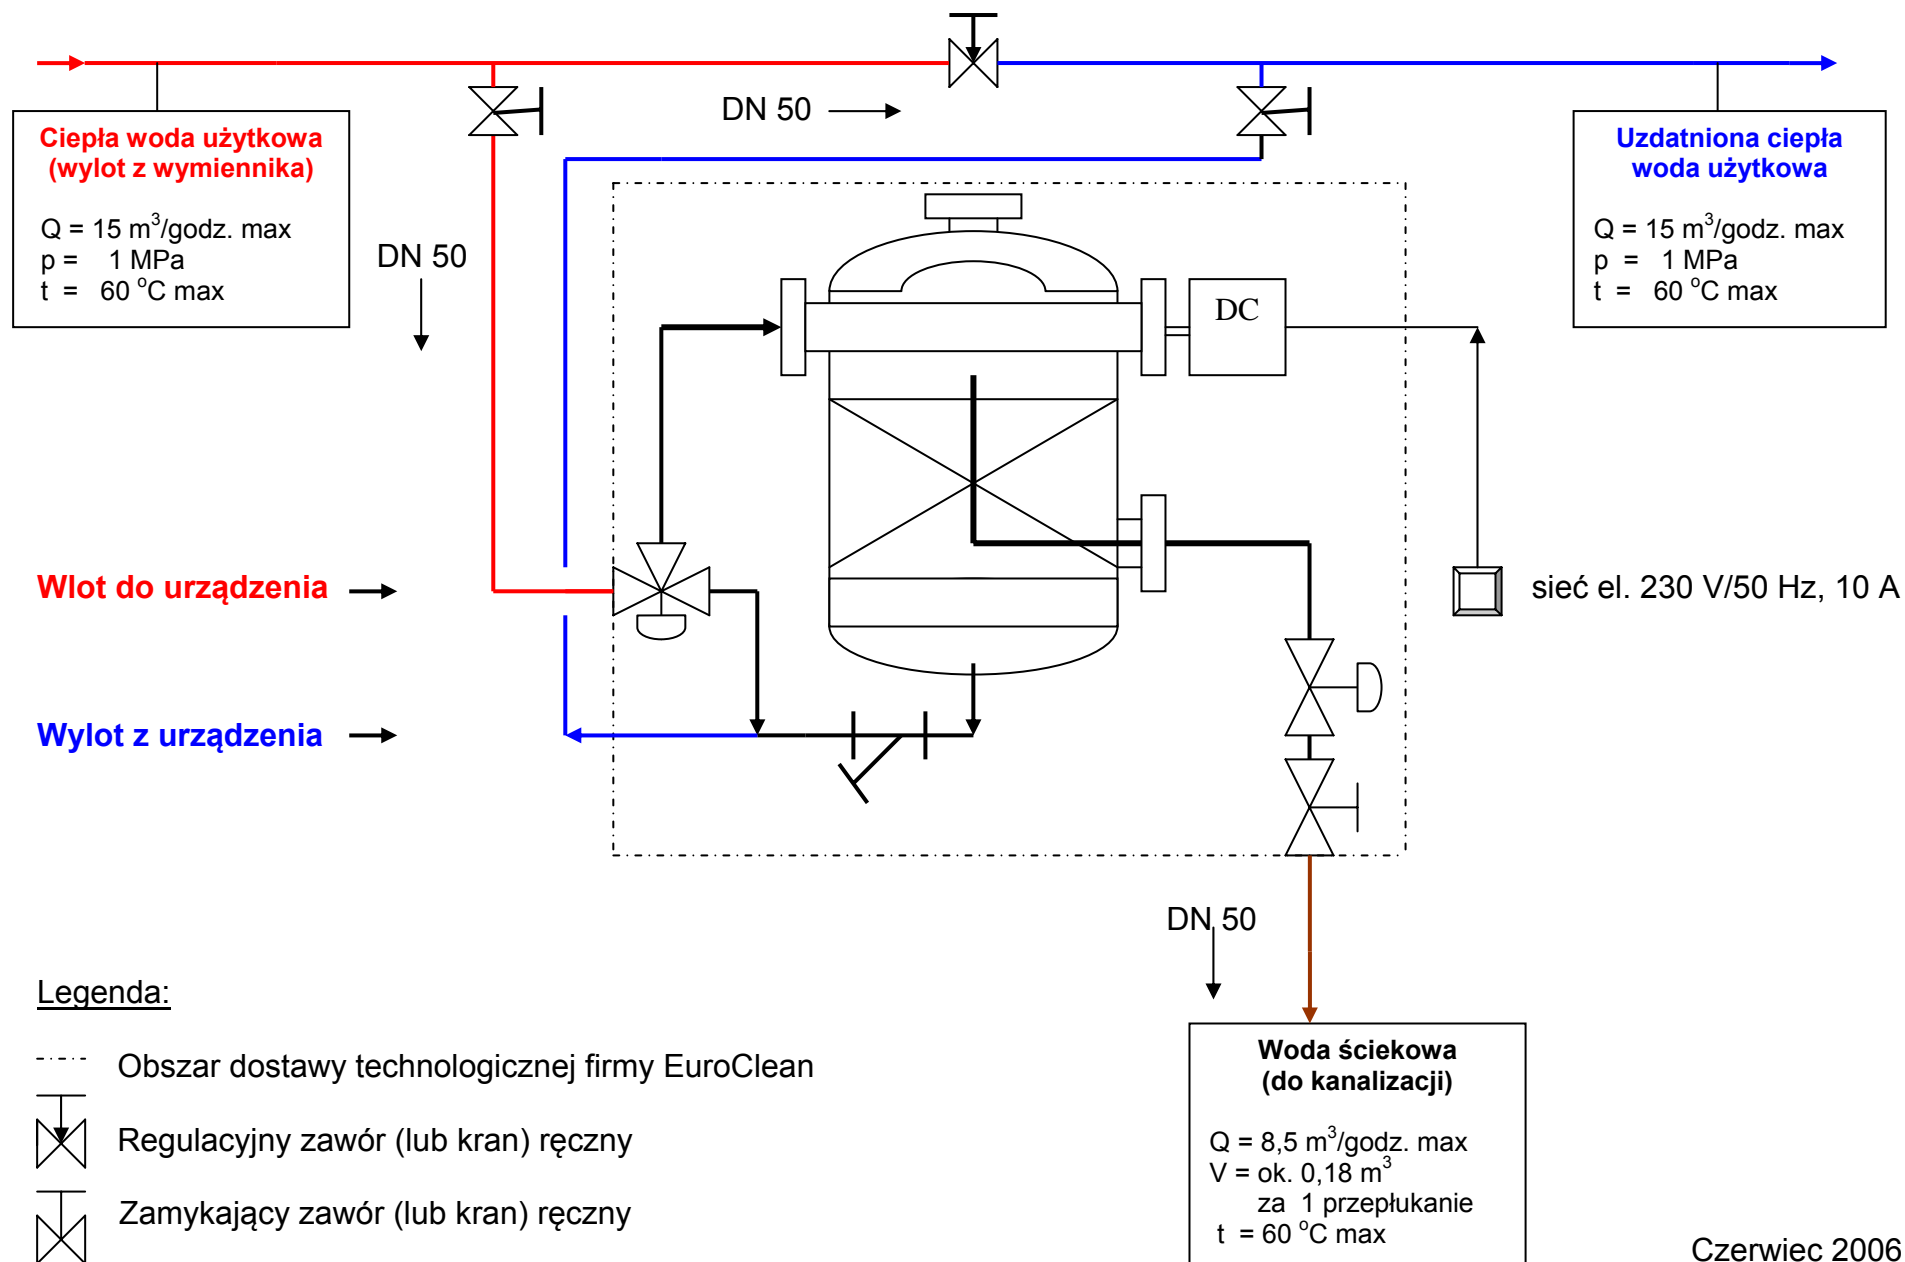 DN 50
Ciepła woda użytkowa
(wylot z wymiennika)
Q = 15 m³/godz. max
p = 1 MPa
t = 60 °C max
DN 50
Uzdatniona ciepła
woda użytkowa
Q = 15 m³/godz. max
p = 1 MPa
t = 60 °C max
DC
Wlot do urządzenia
sieć el. 230 V/50 Hz, 10 A
Wylot z urządzenia
DN 50
Legenda:
Obszar dostawy technologicznej firmy EuroClean
Regulacyjny zawór (lub kran) ręczny
Zamykający zawór (lub kran) ręczny
Woda ściekowa
(do kanalizacji)
Q = 8,5 m³/godz. max
V = ok. 0,18 m³
za 1 przepłukanie
t = 60 °C max
Czerwiec 2006